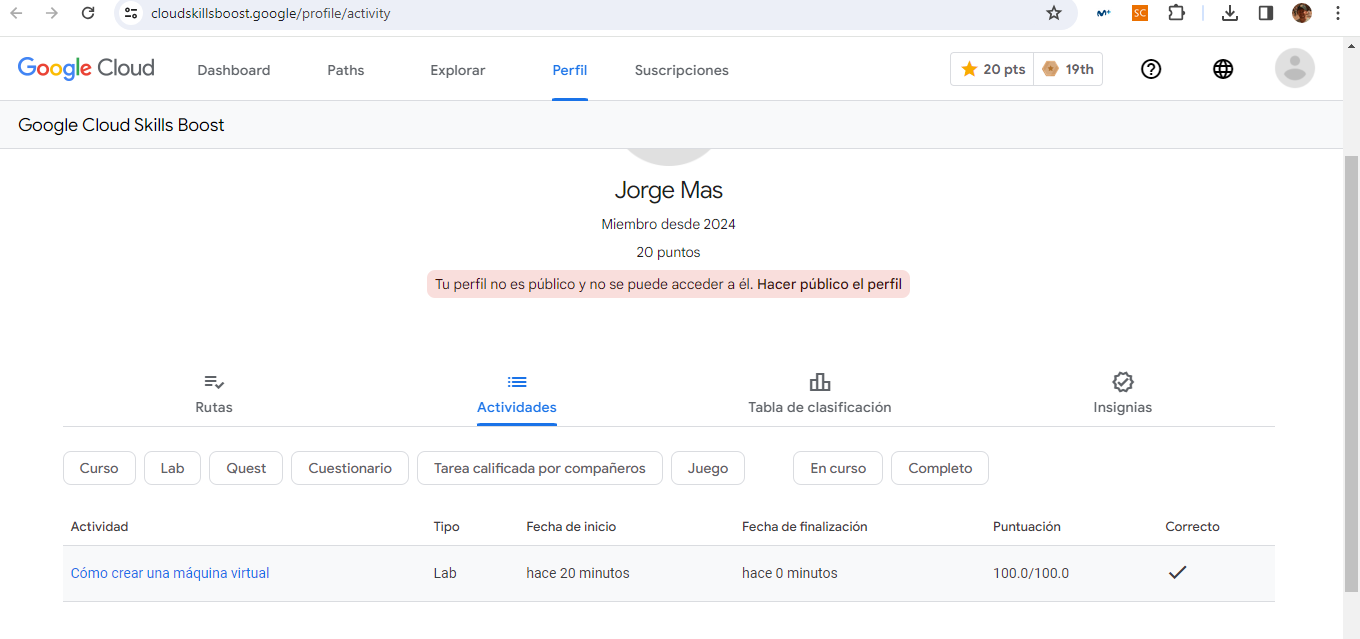 cloudskillsboost.google/profile/activity
M+
SC
Google Cloud
Dashboard
Paths
Explorar
Perfil
Suscripciones
20 pts
19th
Google Cloud Skills Boost
Jorge Mas
Miembro desde 2024
20 puntos
Tu perfil no es público y no se puede acceder a él. Hacer público el perfil
Rutas
Actividades
Tabla de clasificación
Insignias
Curso
Lab
Quest
Cuestionario
Tarea calificada por compañeros
Juego
En curso
Completo
Actividad
Tipo
Fecha de inicio
Fecha de finalización
Puntuación
Correcto
Cómo crear una máquina virtual
Lab
hace 20 minutos
hace 0 minutos
100.0/100.0